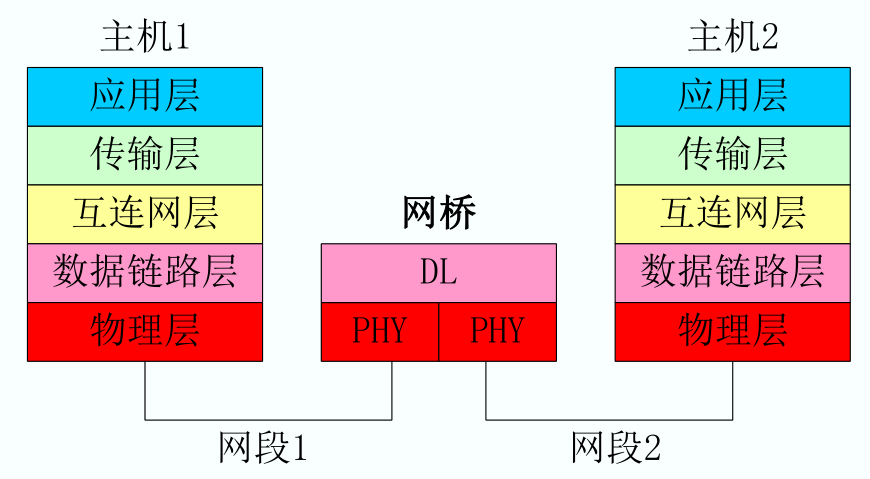 主机1
应用层
传输层
互连网层
数据链路层
物理层
网桥
DL
PHY
PHY
主机2
应用层
传输层
互连网层
数据链路层
物理层
网段1
网段2